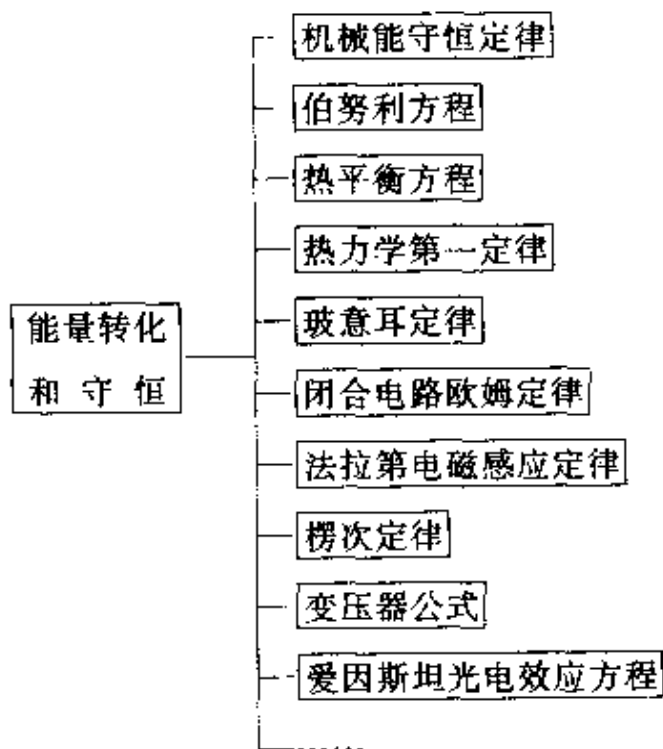 机械能守恒定律
伯努利方程
热平衡方程
热力学第一定律
玻意耳定律
能量转化
和守恒
闭合电路欧姆定律
法拉第电磁感应定律
楞次定律
变压器公式
爱因斯坦光电效应方程
……